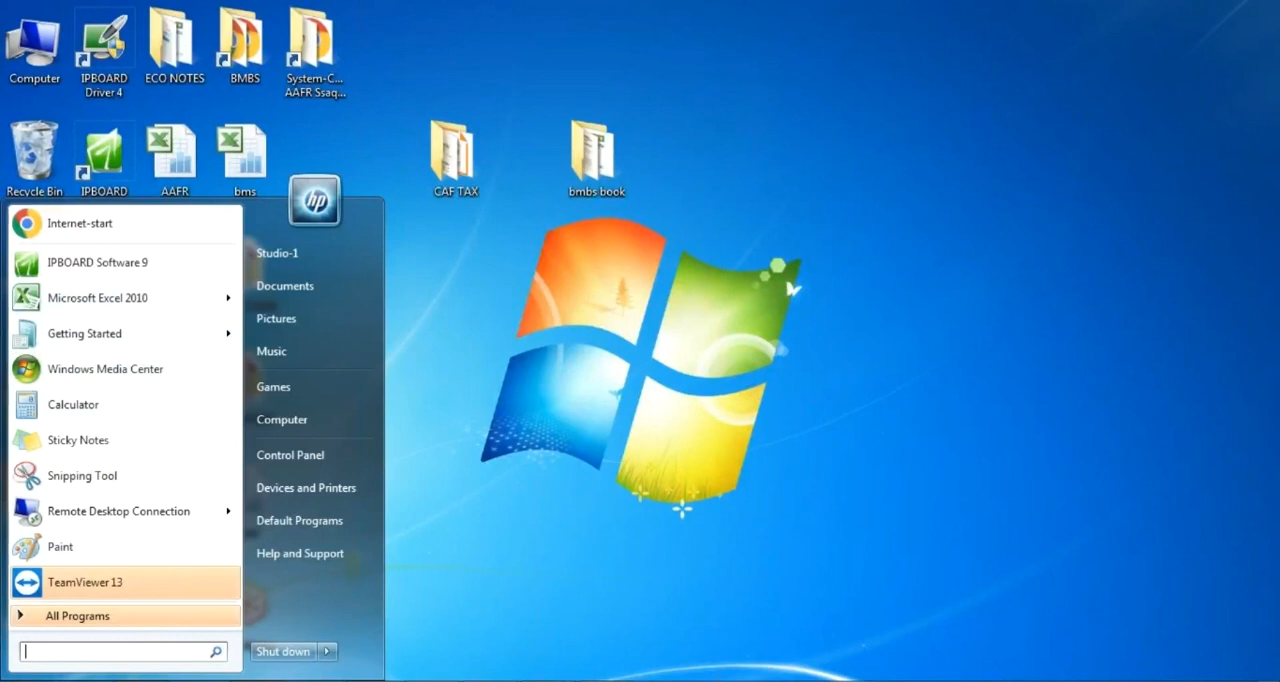 Computer
IPBOARD
Driver 4
ECO NOTES
BMBS
System-C...
AAFR Ssaq...
Recycle Bin
IPBOARD
AAFR
bms
CAF TAX
bmbs book
hp
Internet-start
IPBOARD Software 9
Microsoft Excel 2010
Getting Started
Windows Media Center
Calculator
Sticky Notes
Snipping Tool
Remote Desktop Connection
Paint
TeamViewer 13
All Programs
Studio-1
Documents
Pictures
Music
Games
Computer
Control Panel
Devices and Printers
Default Programs
Help and Support
Shut down